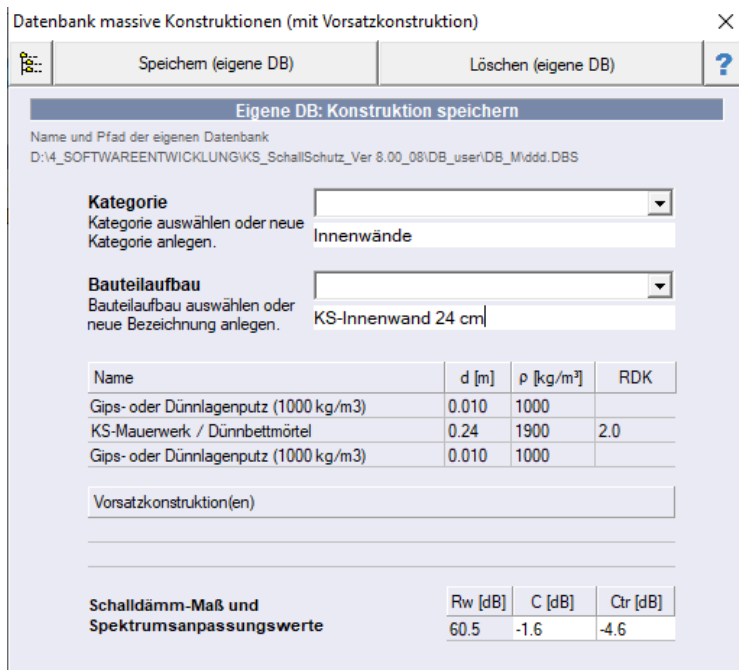 Datenbank massive Konstruktionen (mit Vorsatzkonstruktion)
Speichern (eigene DB) Löschen (eigene DB) ?
Eigene DB: Konstruktion speichern
Name und Pfad der eigenen Datenbank
D:\4_SOFTWAREENTWICKLUNG\KS_SchallSchutz_Ver 8.00_08\DB_user\DB_M\ddd.DBS
Kategorie
Kategorie auswählen oder neue
Kategorie anlegen.
Innenwände
Bauteilaufbau
Bauteilaufbau auswählen oder
neue Bezeichnung anlegen.
KS-Innenwand 24 cm
Name d [m] ρ [kg/m³] RDK
Gips- oder Dünnlagenputz (1000 kg/m3) 0.010 1000
KS-Mauerwerk / Dünnbettmörtel 0.24 1900 2.0
Gips- oder Dünnlagenputz (1000 kg/m3) 0.010 1000
Vorsatzkonstruktion(en)
Schalldämm-Maß und
Spektrumsanpassungswerte
Rw [dB] C [dB] Ctr [dB]
60.5 -1.6 -4.6